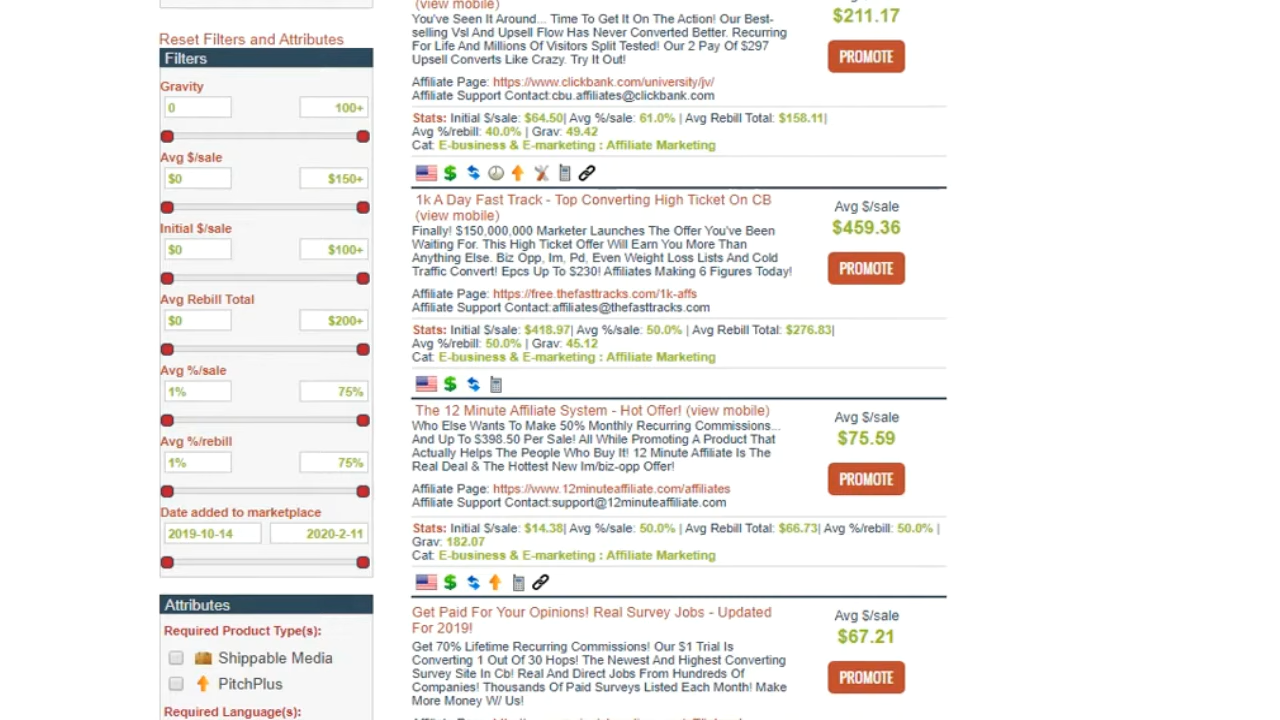 Reset Filters and Attributes
Filters
Gravity
0 100+
Avg $/sale
$0 $150+
Initial $/sale
$0 $100+
Avg Rebill Total
$0 $200+
Avg %/sale
1% 75%
Avg %/rebill
1% 75%
Date added to marketplace
2019-10-14 2020-2-11
Attributes
Required Product Type(s):
Shippable Media
PitchPlus
Required Language(s):
(view mobile)
You've Seen It Around... Time To Get It On The Action! Our Best-
selling Vsl And Upsell Flow Has Never Converted Better. Recurring
For Life And Millions Of Visitors Split Tested! Our 2 Pay Of $297
Upsell Converts Like Crazy. Try It Out!
$211.17
PROMOTE
Affiliate Page: https://www.clickbank.com/university/jv/
Affiliate Support Contact:cbu.affiliates@clickbank.com
Stats: Initial $/sale: $64.50| Avg %/sale: 61.0% | Avg Rebill Total: $158.11|
Avg %/rebill: 40.0% | Grav: 49.42
Cat: E-business & E-marketing : Affiliate Marketing
1k A Day Fast Track - Top Converting High Ticket On CB
(view mobile)
Finally! $150,000,000 Marketer Launches The Offer You've Been
Waiting For. This High Ticket Offer Will Earn You More Than
Anything Else. Biz Opp, Im, Pd, Even Weight Loss Lists And Cold
Traffic Convert! Epcs Up To $230! Affiliates Making 6 Figures Today!
Avg $/sale
$459.36
PROMOTE
Affiliate Page: https://free.thefasttracks.com/1k-affs
Affiliate Support Contact:affiliates@thefasttracks.com
Stats: Initial $/sale: $418.97| Avg %/sale: 50.0% | Avg Rebill Total: $276.83|
Avg %/rebill: 50.0% | Grav: 45.12
Cat: E-business & E-marketing : Affiliate Marketing
The 12 Minute Affiliate System - Hot Offer! (view mobile)
Who Else Wants To Make 50% Monthly Recurring Commissions...
And Up To $398.50 Per Sale! All While Promoting A Product That
Actually Helps The People Who Buy It! 12 Minute Affiliate Is The
Real Deal & The Hottest New Im/biz-opp Offer!
Avg $/sale
$75.59
PROMOTE
Affiliate Page: https://www.12minuteaffiliate.com/affiliates
Affiliate Support Contact:support@12minuteaffiliate.com
Stats: Initial $/sale: $14.38| Avg %/sale: 50.0% | Avg Rebill Total: $66.73| Avg %/rebill: 50.0% |
Grav: 182.07
Cat: E-business & E-marketing : Affiliate Marketing
Get Paid For Your Opinions! Real Survey Jobs - Updated
For 2019!
Get 70% Lifetime Recurring Commissions! Our $1 Trial Is
Converting 1 Out Of 30 Hops! The Newest And Highest Converting
Survey Site In Cb! Real And Direct Jobs From Hundreds Of
Companies! Thousands Of Paid Surveys Listed Each Month! Make
More Money W/ Us!
Avg $/sale
$67.21
PROMOTE